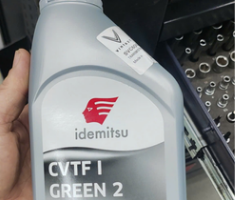 idemitsu
CVTF I
GREEN 2